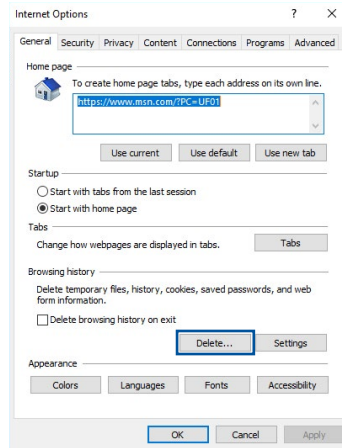 Internet Options ? ×
General Security Privacy Content Connections Programs Advanced
Home page
To create home page tabs, type each address on its own line.
https://www.msn.com/?PC=UF01
Use current Use default Use new tab
Startup
Start with tabs from the last session
Start with home page
Tabs
Change how webpages are displayed in tabs. Tabs
Browsing history
Delete temporary files, history, cookies, saved passwords, and web
form information.
Delete browsing history on exit
Delete... Settings
Appearance
Colors Languages Fonts Accessibility
OK Cancel Apply